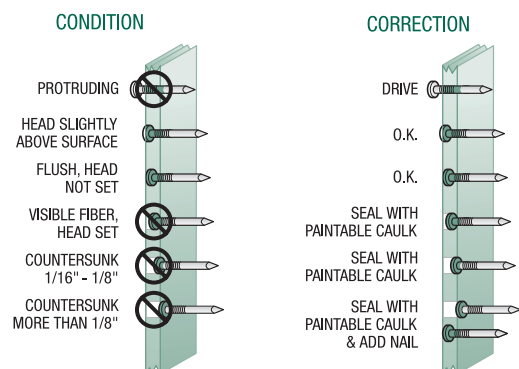 CONDITION
PROTRUDING
HEAD SLIGHTLY
ABOVE SURFACE
FLUSH, HEAD
NOT SET
VISIBLE FIBER,
HEAD SET
COUNTERSUNK
1/16" - 1/8"
COUNTERSUNK
MORE THAN 1/8"
CORRECTION
DRIVE
O.K.
O.K.
SEAL WITH
PAINTABLE CAULK
SEAL WITH
PAINTABLE CAULK
SEAL WITH
PAINTABLE CAULK
& ADD NAIL